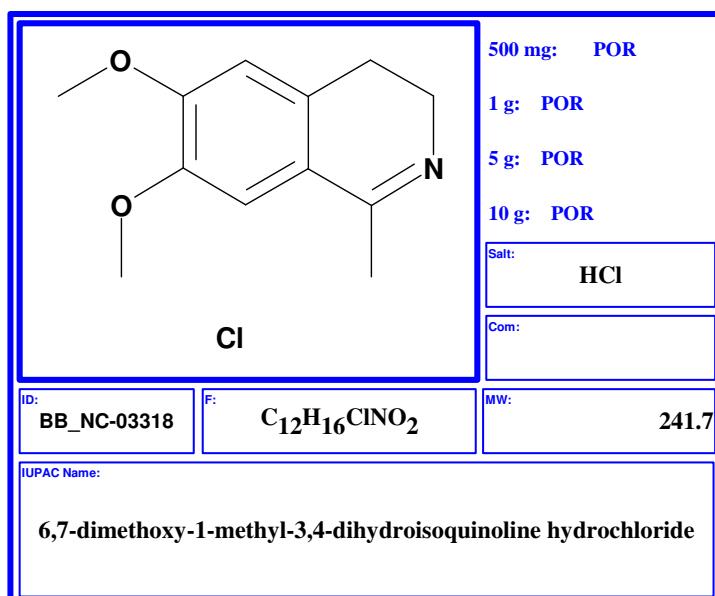 O
O
N
Cl
500 mg: POR
1 g: POR
5 g: POR
10 g: POR
Salt:
HCl
Com:
ID:
BB_NC-03318
F:
C12H16ClNO2
MW:
241.7
IUPAC Name:
6,7-dimethoxy-1-methyl-3,4-dihydroisoquinoline hydrochloride